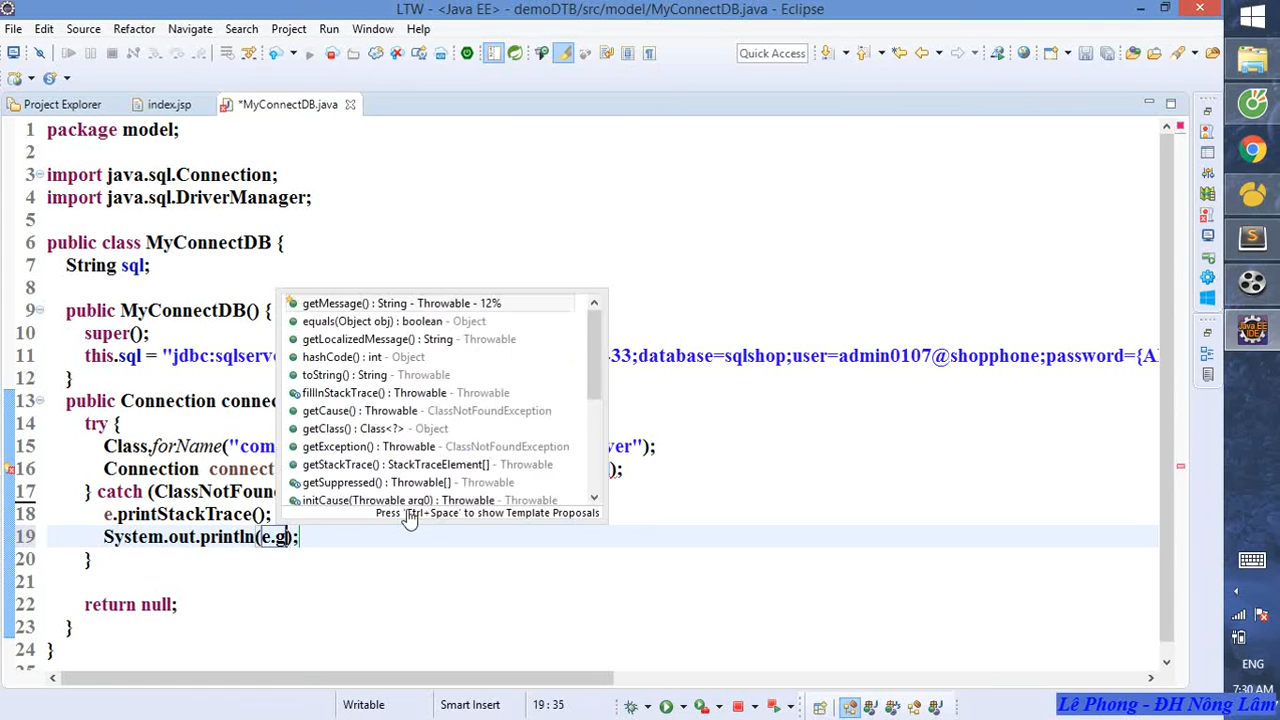 LTW - <Java EE> - demoDTB/src/model/MyConnectDB.java - Eclipse
File Edit Source Refactor Navigate Search Project Run Window Help
Quick Access
Project Explorer index.jsp *MyConnectDB.java
1 package model;
2
3 import java.sql.Connection;
4 import java.sql.DriverManager;
5
6 public class MyConnectDB {
7 String sql;
8
9 public MyConnectDB() {
10 super();
11 this.sql = "jdbc:sqlserve 33;database=sqlshop;user=admin0107@shopphone;password={A
12 }
13 public Connection connec
14 try {
15 Class.forName("com ver");
16 Connection connect );
17 } catch (ClassNotFoun
18 e.printStackTrace();
19 System.out.println(e.g);
20 }
21
22 return null;
23 }
24 }
getMessage() : String - Throwable - 12%
equals(Object obj) : boolean - Object
getLocalizedMessage() : String - Throwable
hashCode() : int - Object
toString() : String - Throwable
fillInStackTrace() : Throwable - Throwable
getCause() : Throwable - ClassNotFoundException
getClass() : Class<?> - Object
getException() : Throwable - ClassNotFoundException
getStackTrace() : StackTraceElement[] - Throwable
getSuppressed() : Throwable[] - Throwable
initCause(Throwable arg0) : Throwable - Throwable
Press 'Ctrl+Space' to show Template Proposals
Writable Smart Insert 19 : 35
ENG
7:30 AM
Lê Phong - ĐH Nông Lâm